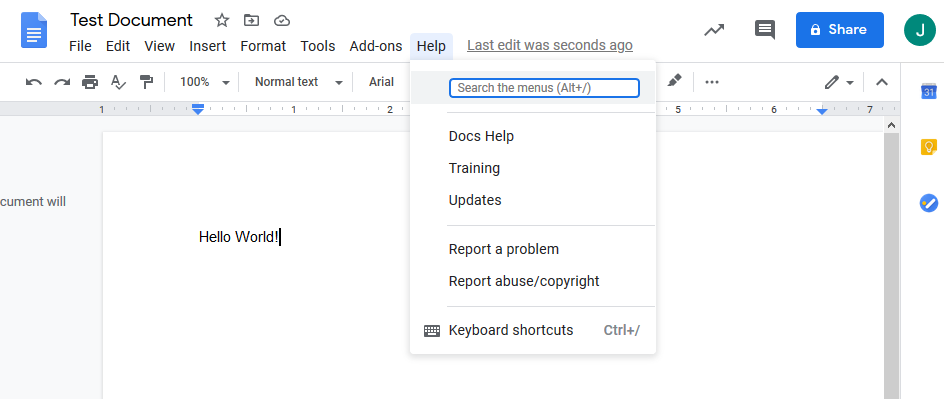 Test Document
File Edit View Insert Format Tools Add-ons Help Last edit was seconds ago
Share
J
100% Normal text Arial
1 1 2 5 6 7
31
Search the menus (Alt+/)
Docs Help
Training
Updates
Report a problem
Report abuse/copyright
Keyboard shortcuts Ctrl+/
cument will
Hello World!